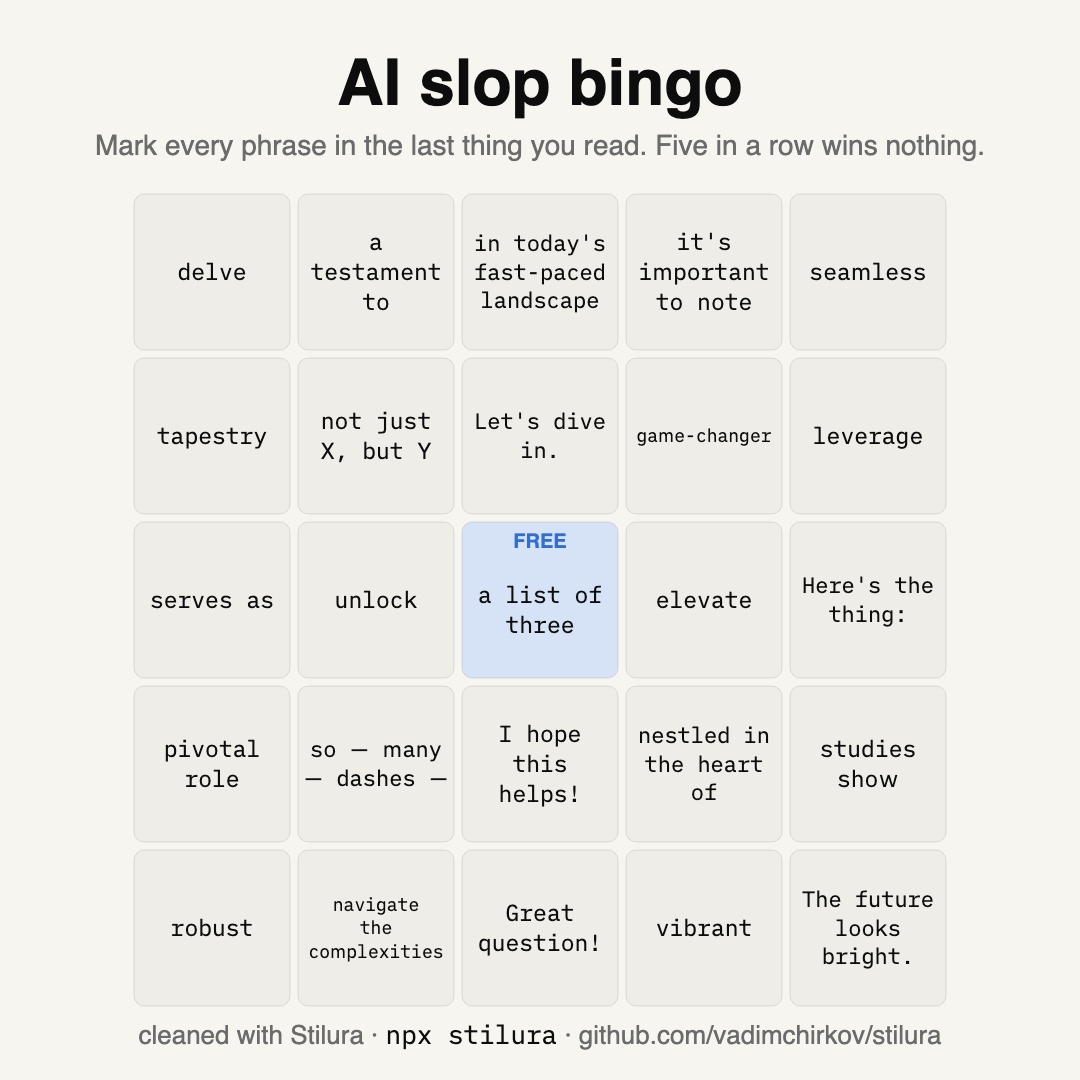 AI slop bingo
Mark every phrase in the last thing you read. Five in a row wins nothing.
delve
a
testament
to
in today's
fast-paced
landscape
it's
important
to note
seamless
tapestry
not just
X, but Y
Let's dive
in.
game-changer
leverage
serves as
unlock
FREE
a list of
three
elevate
Here's the
thing:
pivotal
role
so — many
— dashes —
I hope
this
helps!
nestled in
the heart
of
studies
show
robust
navigate
the
complexities
Great
question!
vibrant
The future
looks
bright.
cleaned with Stilura · npx stilura · github.com/vadimchirkov/stilura